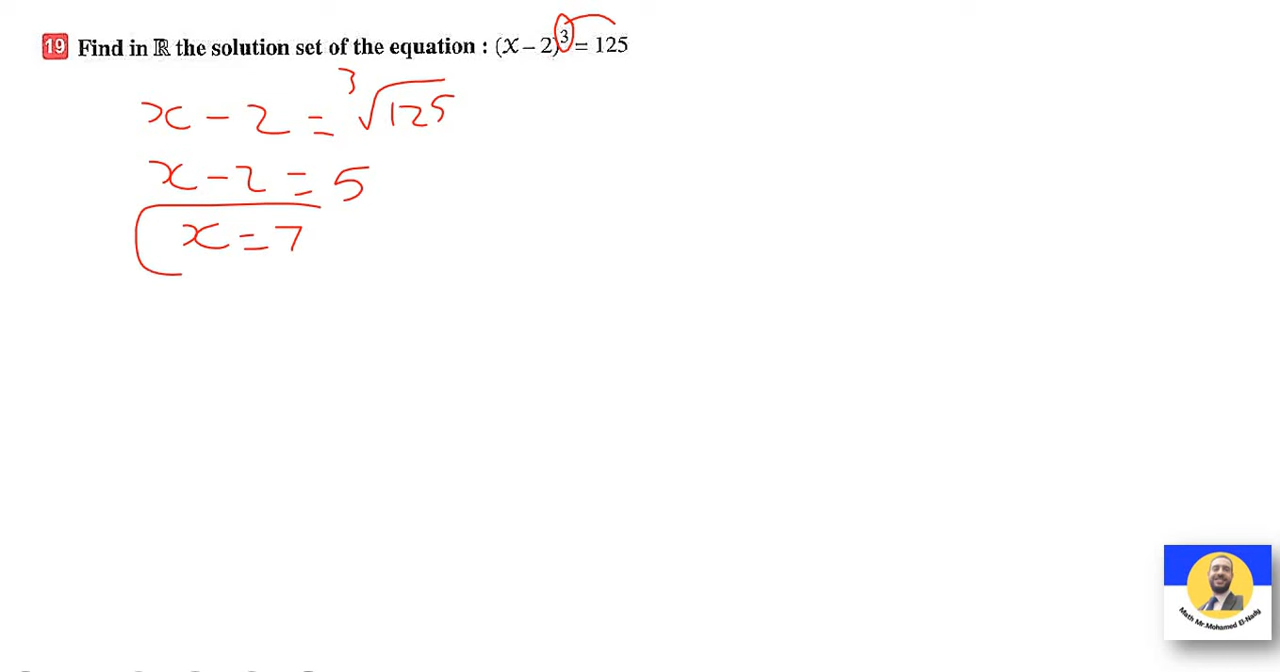 19 Find in ℝ the solution set of the equation : (X – 2)³ = 125
x - 2 = ³√125
x - 2 = 5
x = 7
Math Mr.Mohamed El-Nady